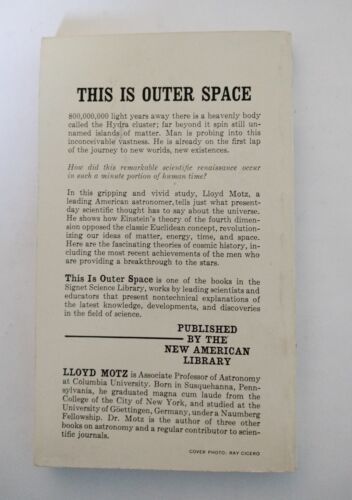 THIS IS OUTER SPACE
800,000,000 light years away there is a heavenly body
called the Hydra cluster; far beyond it spin still un-
named islands of matter. Man is probing into this
inconceivable vastness. He is already on the first lap
of the journey to new worlds, new existences.
How did this remarkable scientific renaissance occur
in such a minute portion of human time?
In this gripping and vivid study, Lloyd Motz, a
leading American astronomer, tells just what present-
day scientific thought has to say about the universe.
He shows how Einstein's theory of the fourth dimen-
sion opposed the classic Euclidean concept, revolution-
izing our ideas of matter, energy, time, and space.
Here are the fascinating theories of cosmic history, in-
cluding the most recent achievements of the men who
are providing a breakthrough to the stars.
This Is Outer Space is one of the books in the
Signet Science Library, works by leading scientists and
educators that present nontechnical explanations of
the latest knowledge, developments, and discoveries
in the field of science.
PUBLISHED
BY THE
NEW AMERICAN
LIBRARY
LLOYD MOTZ is Associate Professor of Astronomy
at Columbia University. Born in Susquehanna, Penn-
sylvania, he graduated magna cum laude from the
College of the City of New York, and studied at the
University of Göettingen, Germany, under a Naumberg
Fellowship. Dr. Motz is the author of three other
books on astronomy and a regular contributor to scien-
tific journals.
COVER PHOTO: RAY CICERO